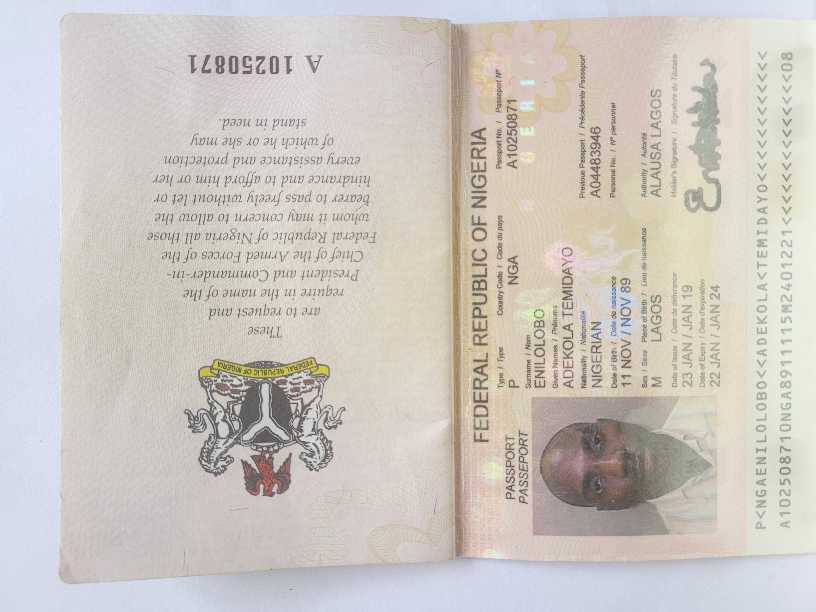 FEDERAL REPUBLIC OF NIGERIA
These
are to request and
require in the name of the
President and Commander-in-
Chief of the Armed Forces of the
Federal Republic of Nigeria all those
whom it may concern to allow the
bearer to pass freely without let or
hindrance and to afford him or her
every assistance and protection
of which he or she may
stand in need.
A 10250871
FEDERAL REPUBLIC OF NIGERIA
PASSPORT
PASSEPORT
Type / Type Country Code / Code du pays Passport No. / Passeport N°
P NGA A10250871
Surname / Nom
ENILOLOBO
Given Names / Prénoms
ADEKOLA TEMIDAYO
Nationality / Nationalité Previous Passport / Précédente Passeport
NIGERIAN A04483946
Date of Birth / Date de naissance Personal No. / N° personnel
11 NOV / NOV 89
Sex / Sexe Place of Birth / Lieu de naissance Authority / Autorité
M LAGOS ALAUSA LAGOS
Date of Issue / Date de délivrance Holder's Signature / Signature du Titulaire
23 JAN / JAN 19
Date of Expiry / Date d'expiration
22 JAN / JAN 24
P<NGAENILOLOBO<<ADEKOLA<TEMIDAYO<<<<<<<<<<<<
A102508710NGA8911115M2401221<<<<<<<<<<<<<<08